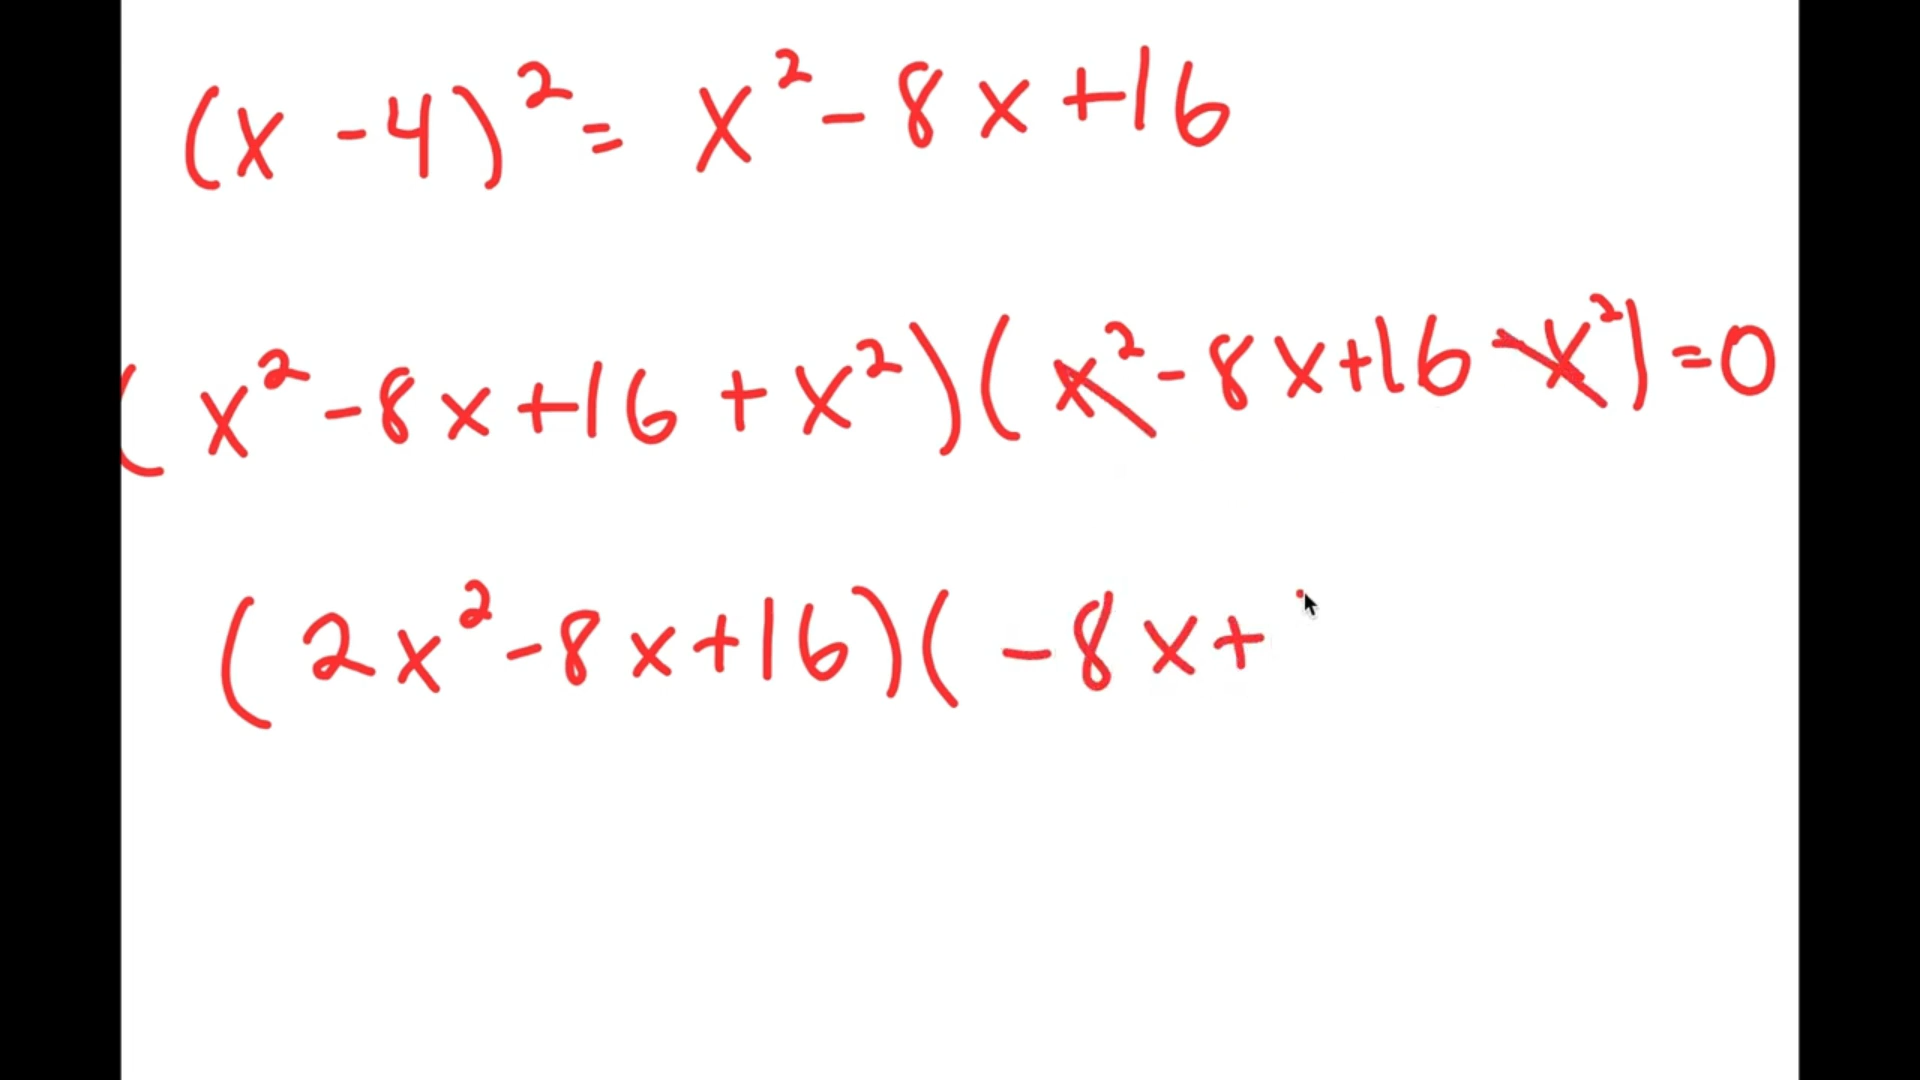 (x - 4)² = x² - 8x + 16
(x² - 8x + 16 + x²)(x² - 8x + 16 - x²) = 0
(2x² - 8x + 16)( - 8x +